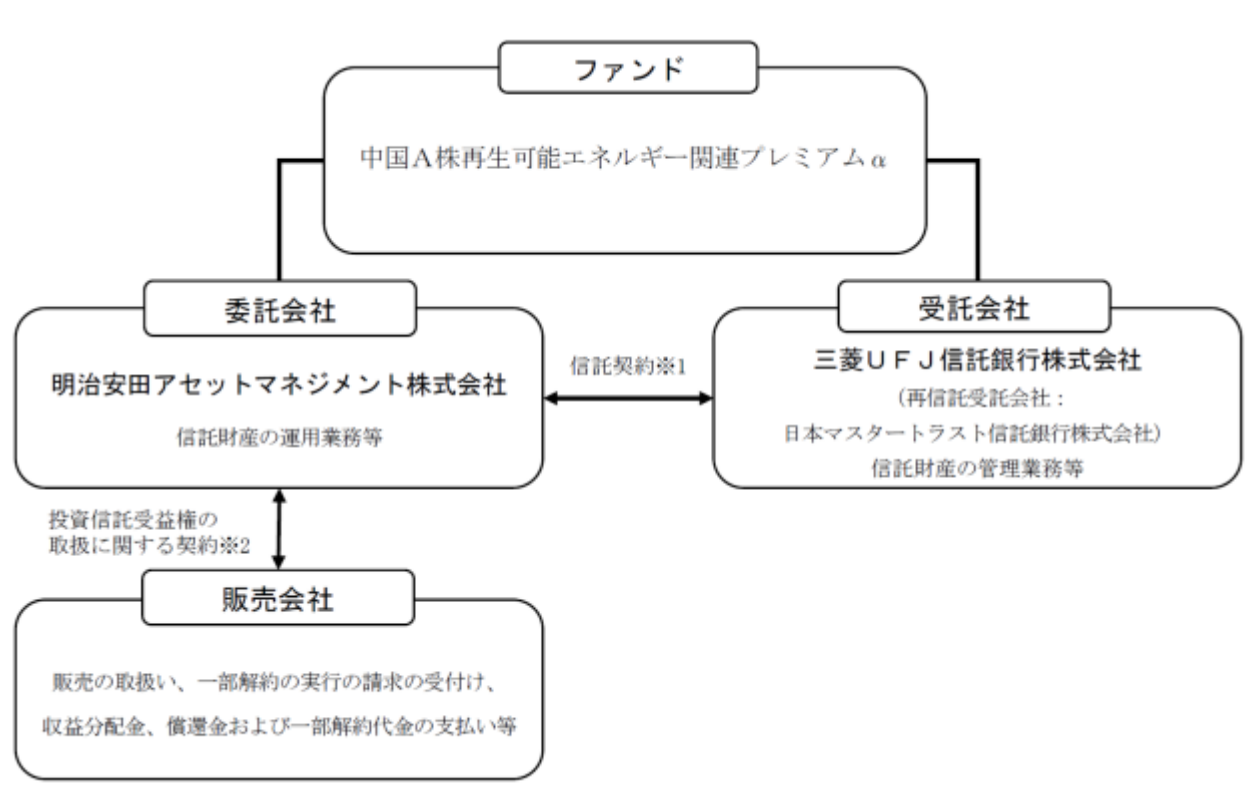 ファンド
中国Ａ株再生可能エネルギー関連プレミアムα
委託会社
明治安田アセットマネジメント株式会社
信託財産の運用業務等
信託契約※1
受託会社
三菱ＵＦＪ信託銀行株式会社
（再信託受託会社：
日本マスタートラスト信託銀行株式会社）
信託財産の管理業務等
投資信託受益権の
取扱に関する契約※2
販売会社
販売の取扱い、一部解約の実行の請求の受付け、
収益分配金、償還金および一部解約代金の支払い等